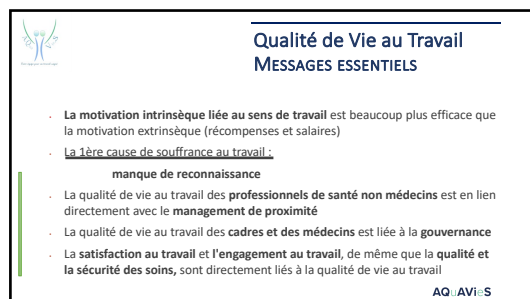 Qualité de Vie au Travail
MESSAGES ESSENTIELS
La motivation intrinsèque liée au sens de travail est beaucoup plus efficace que
la motivation extrinsèque (récompenses et salaires)
La 1ère cause de souffrance au travail :
manque de reconnaissance
La qualité de vie au travail des professionnels de santé non médecins est en lien
directement avec le management de proximité
La qualité de vie au travail des cadres et des médecins est liée à la gouvernance
La satisfaction au travail et l'engagement au travail, de même que la qualité et
la sécurité des soins, sont directement liés à la qualité de vie au travail
AQuAVieS